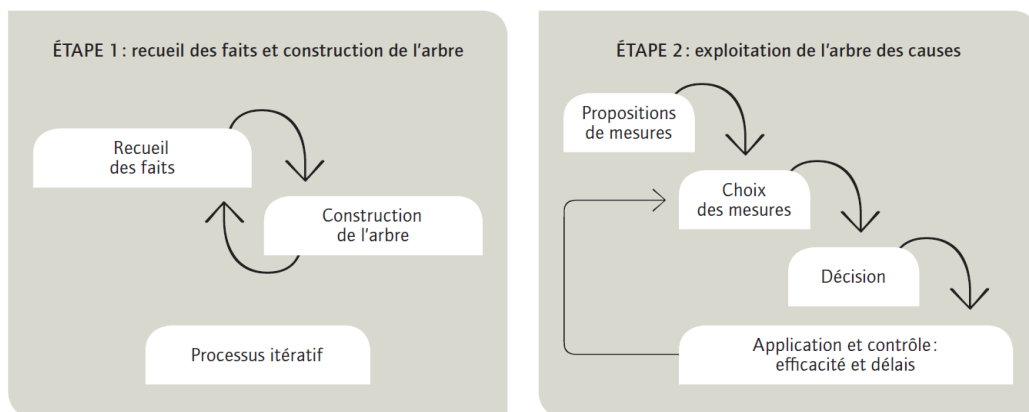 ÉTAPE 1 : recueil des faits et construction de l’arbre
Recueil
des faits
Construction
de l’arbre
Processus itératif
ÉTAPE 2 : exploitation de l’arbre des causes
Propositions
de mesures
Choix
des mesures
Décision
Application et contrôle :
efficacité et délais